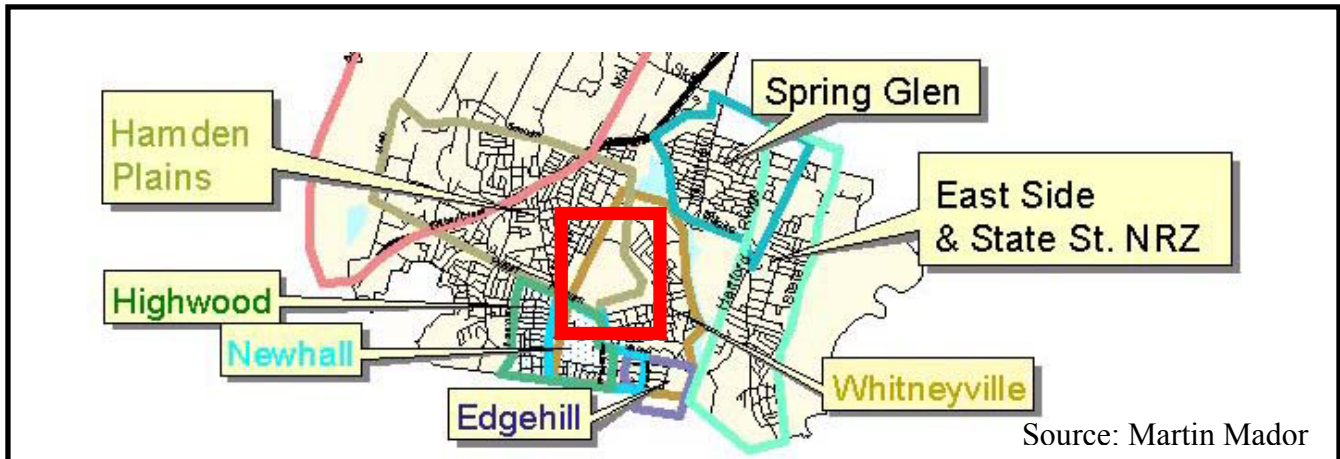 Spring Glen
Hamden
Plains
East Side
& State St. NRZ
Highwood
Newhall
Whitneyville
Edgehill
Source: Martin Mador